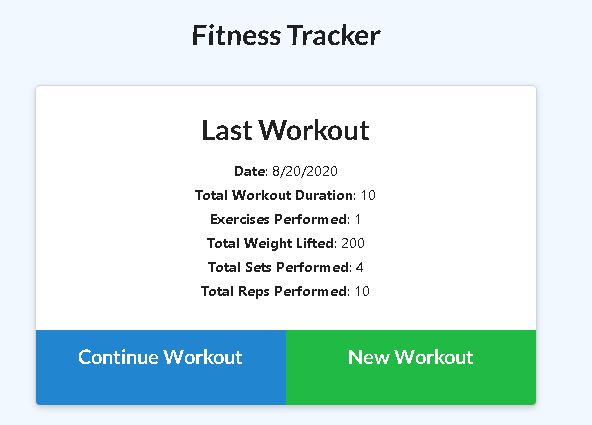 Fitness Tracker
Last Workout
Date: 8/20/2020
Total Workout Duration: 10
Exercises Performed: 1
Total Weight Lifted: 200
Total Sets Performed: 4
Total Reps Performed: 10
Continue Workout
New Workout